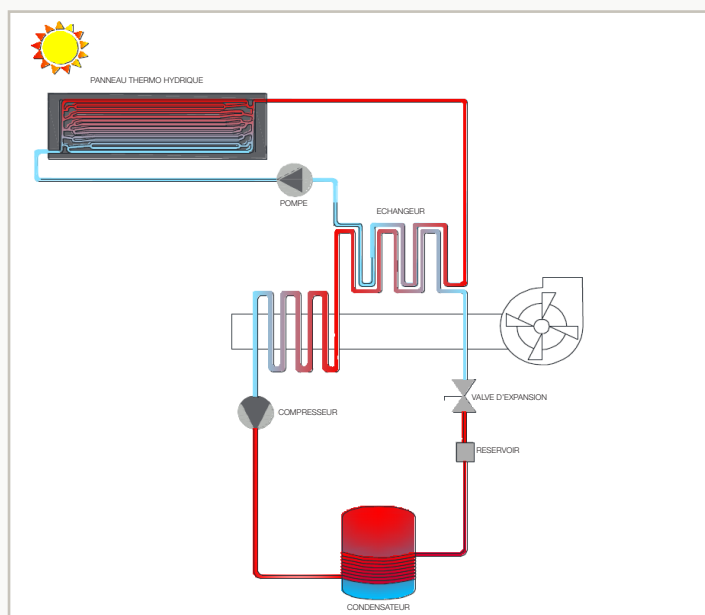 PANNEAU THERMO HYDRIQUE
POMPE
ECHANGEUR
VALVE D'EXPANSION
COMPRESSEUR
RESERVOIR
CONDENSATEUR